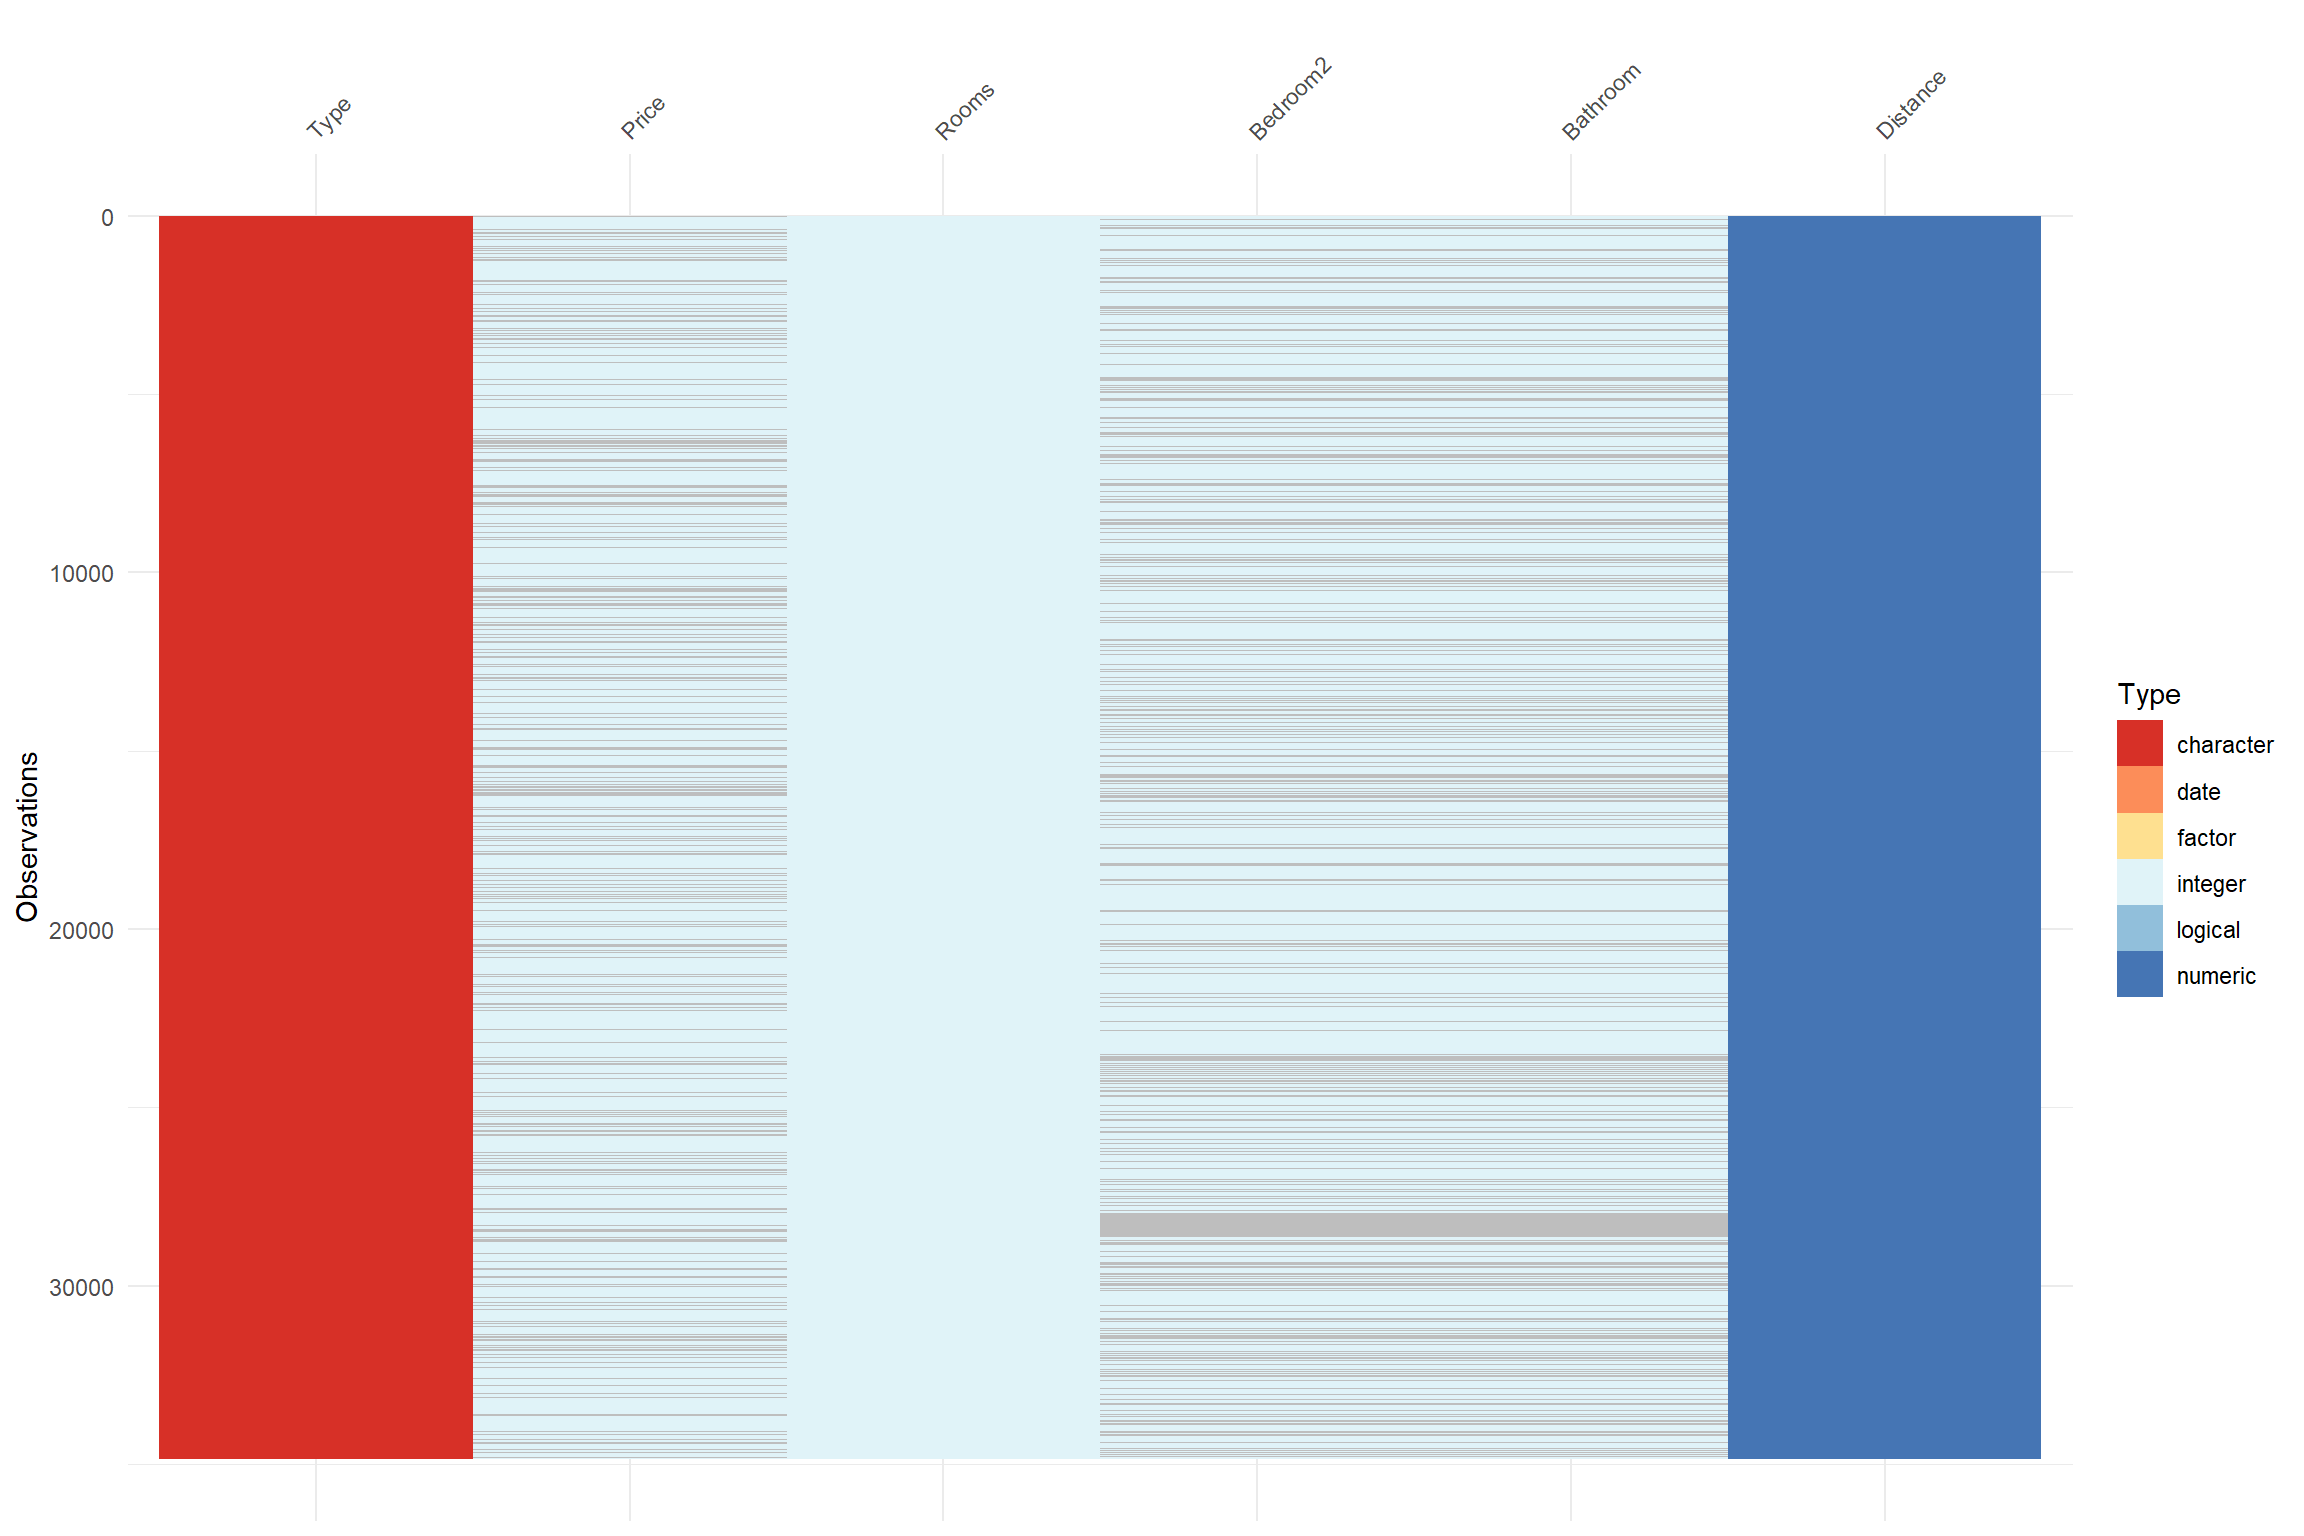 Type
Price
Rooms
Bedroom2
Bathroom
Distance
0
10000
20000
30000
Observations
Type
character
date
factor
integer
logical
numeric